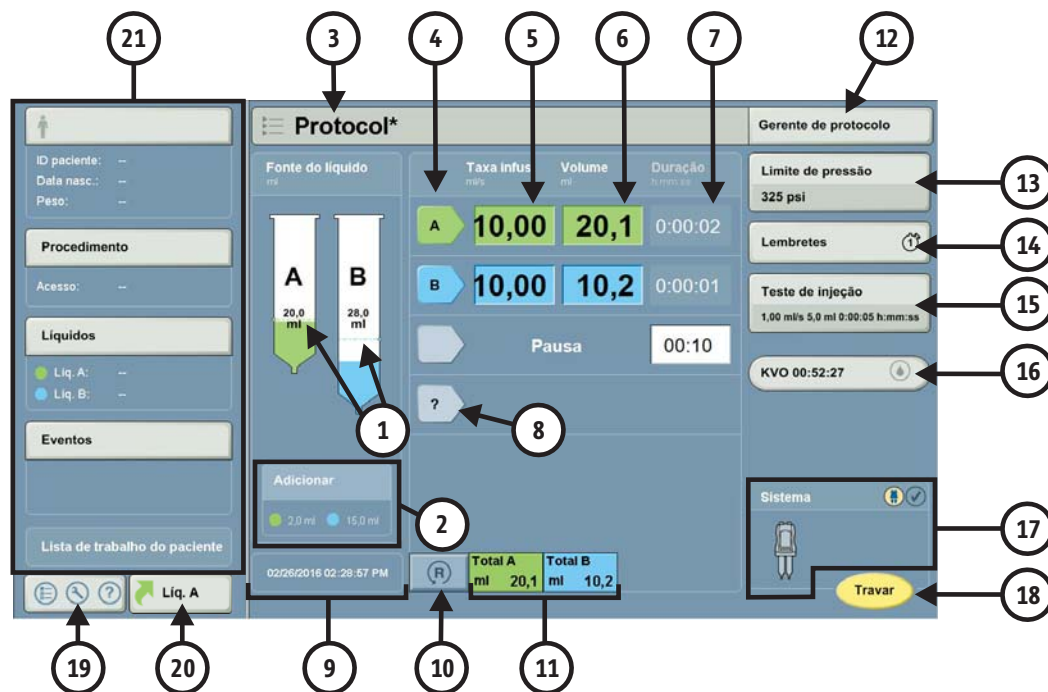 21
3
4
5
6
7
12
Protocol*
Gerente de protocolo
ID paciente: --
Data nasc.: --
Peso: --
Procedimento
Acesso: --
Líquidos
Líq. A: --
Líq. B: --
Eventos
Lista de trabalho do paciente
Fonte do líquido
ml
A
20,0
ml
B
28,0
ml
1
Adicionar
2,0 ml 15,0 ml
2
02/26/2016 02:28:57 PM
Taxa infus
ml/s
Volume
ml
Duração
h:mm:ss
A 10,00 20,1 0:00:02
B 10,00 10,2 0:00:01
Pausa 00:10
?
8
R
Total A
ml 20,1
Total B
ml 10,2
Limite de pressão
325 psi
13
Lembretes 1
14
Teste de injeção
1,00 ml/s 5,0 ml 0:00:05 h:mm:ss
15
KVO 00:52:27
16
Sistema
17
Travar
18
? Líq. A
19
20
9
10
11